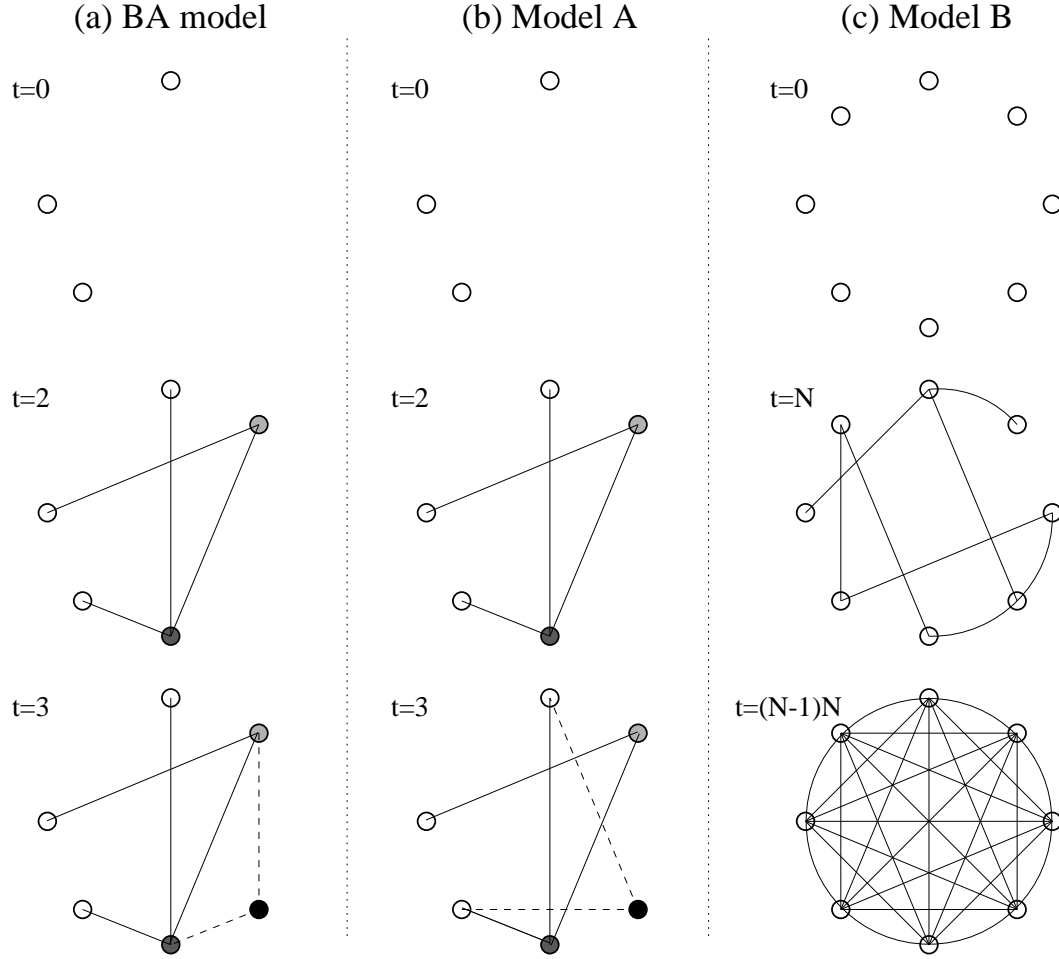 (a) BA model
(b) Model A
(c) Model B
t=0
t=0
t=0
t=2
t=2
t=N
t=3
t=3
t=(N-1)N